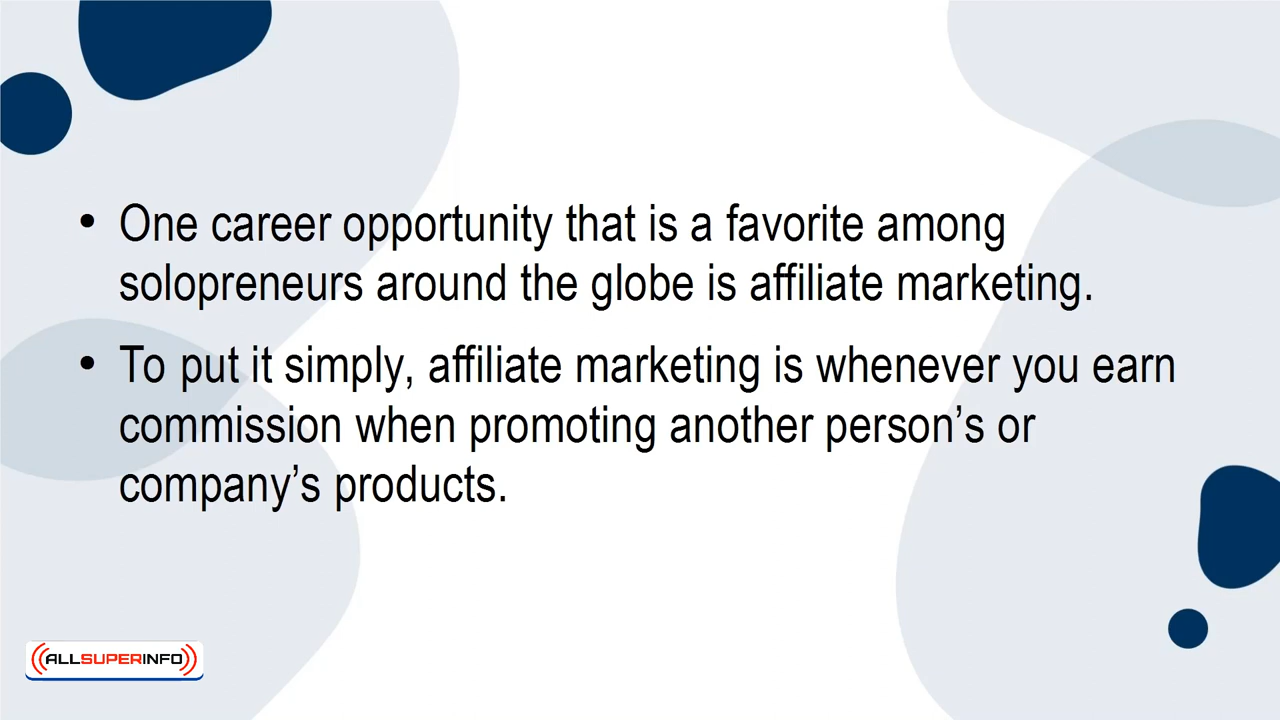 • One career opportunity that is a favorite among
solopreneurs around the globe is affiliate marketing.
• To put it simply, affiliate marketing is whenever you earn
commission when promoting another person’s or
company’s products.
ALLSUPERINFO